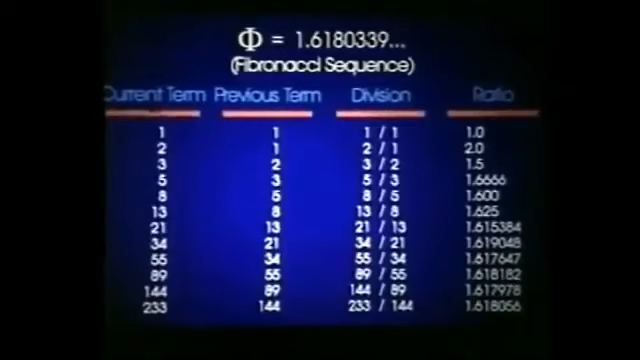 Φ = 1.6180339...
(Fibronacci Sequence)
Current Term Previous Term Division Ratio
1 1 1 / 1 1.0
2 1 2 / 1 2.0
3 2 3 / 2 1.5
5 3 5 / 3 1.6666
8 5 8 / 5 1.600
13 8 13 / 8 1.625
21 13 21 / 13 1.615384
34 21 34 / 21 1.619048
55 34 55 / 34 1.617647
89 55 89 / 55 1.618182
144 89 144 / 89 1.617978
233 144 233 / 144 1.618056